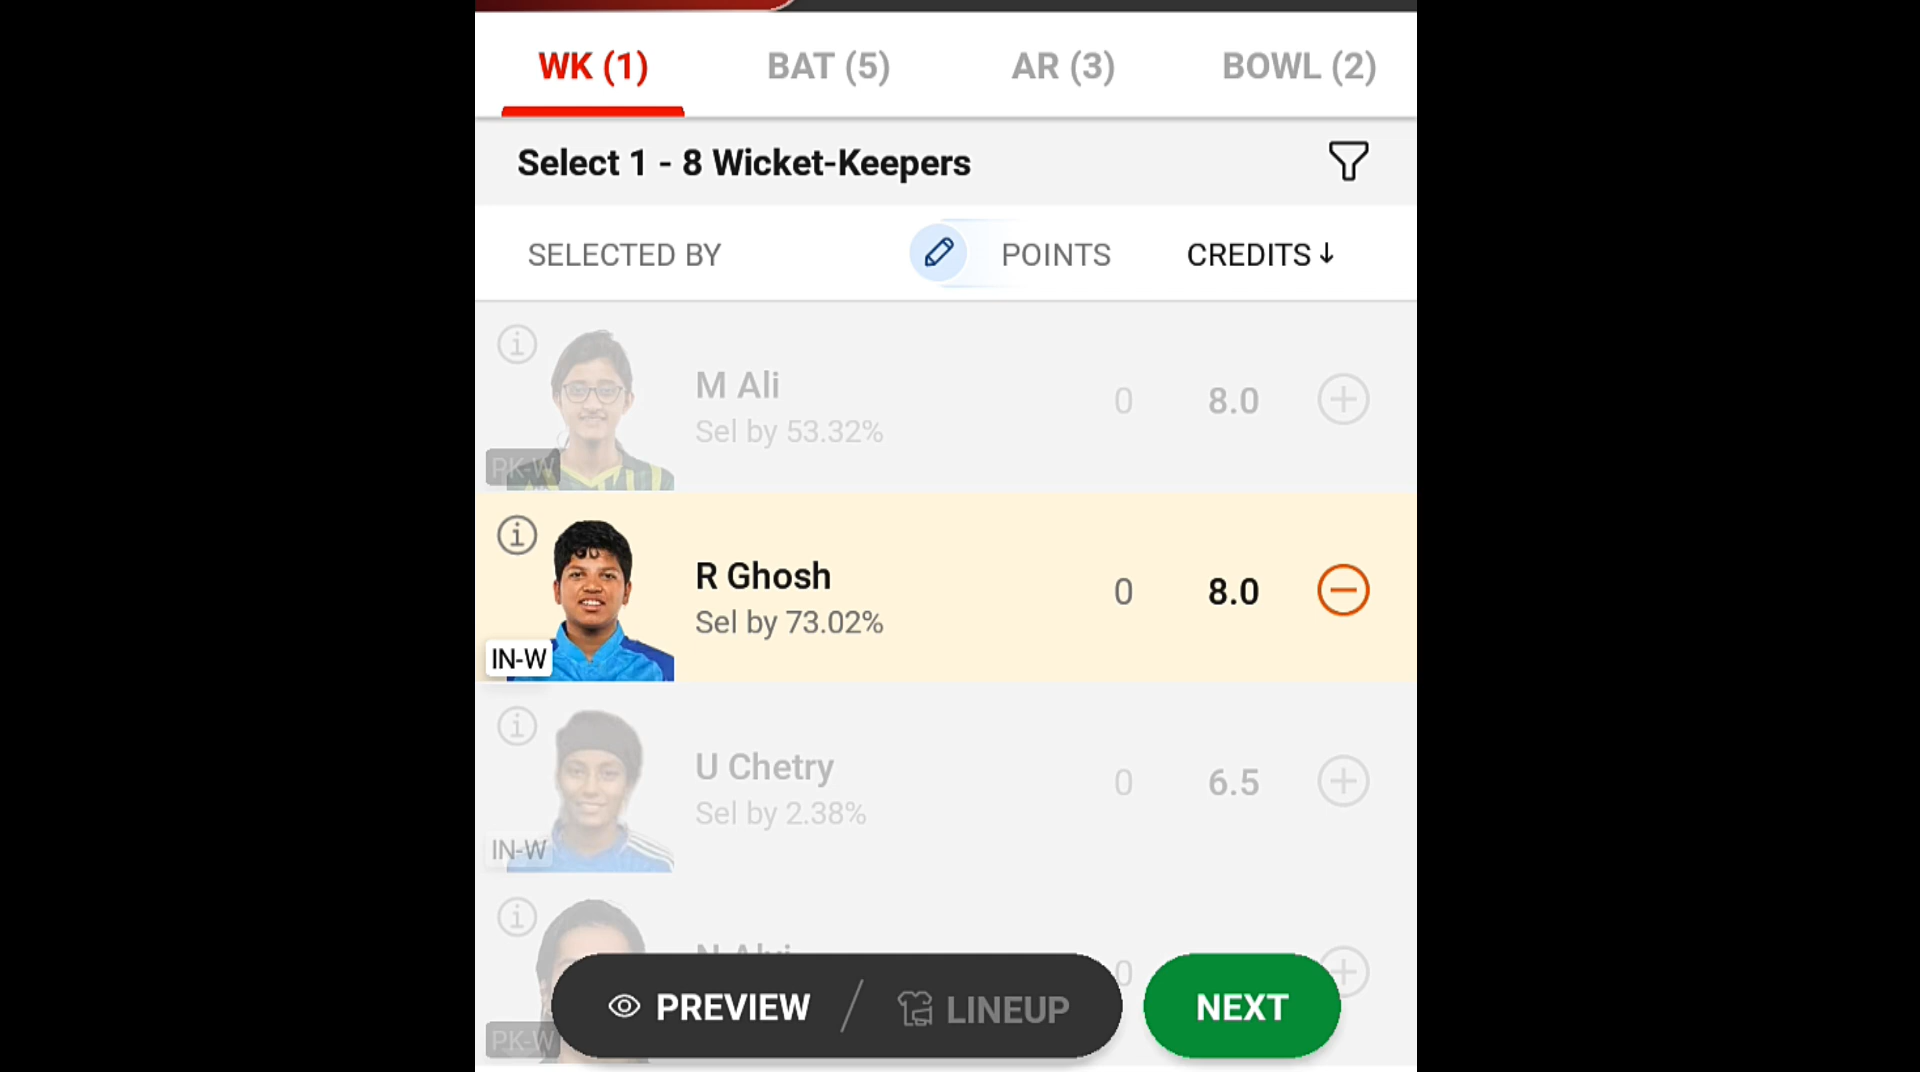 WK (1) BAT (5) AR (3) BOWL (2)
Select 1 - 8 Wicket-Keepers
SELECTED BY POINTS CREDITS ↓
M Ali 0 8.0
Sel by 53.32%
PK-W
R Ghosh 0 8.0
Sel by 73.02%
IN-W
U Chetry 0 6.5
Sel by 2.38%
IN-W
N Alvi 0
PREVIEW / LINEUP NEXT
PK-W